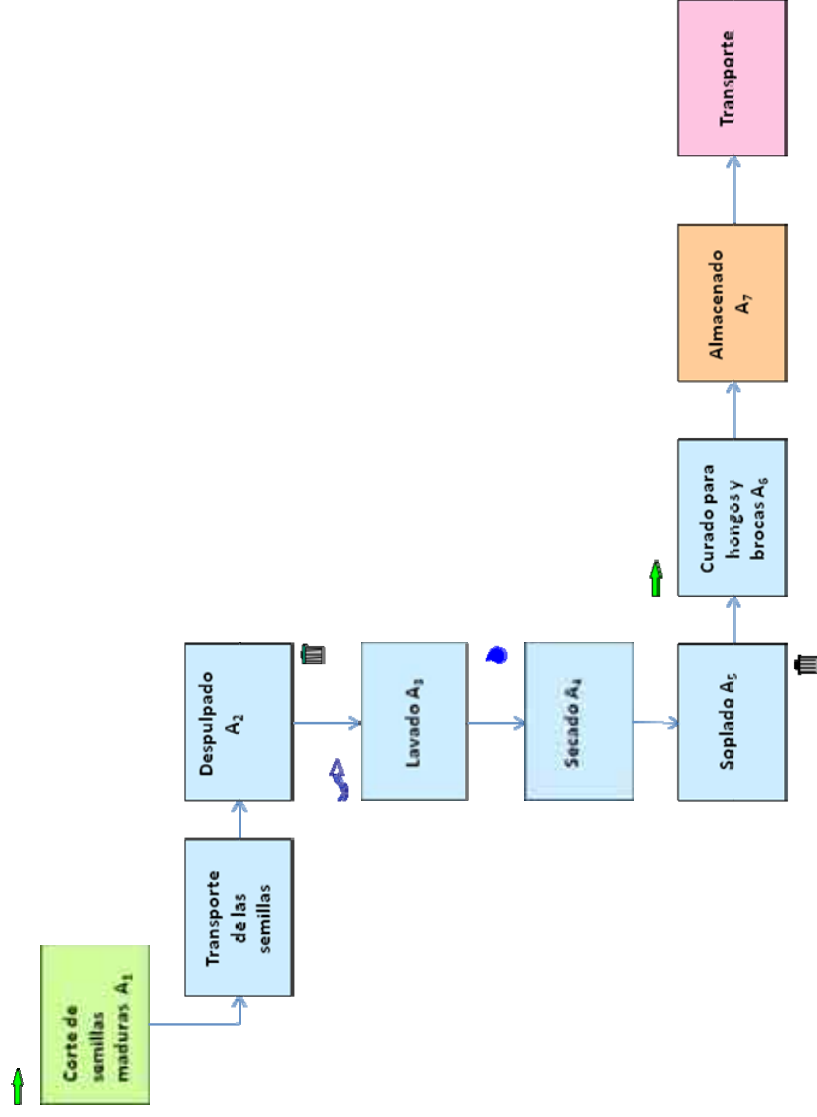 Corte de
semillas
maduras A₁
Transporte
de las
semillas
Despulpado
A₂
Lavado A₃
Secado A₄
Soplado A₅
Curado para
hongos y
brocas A₆
Almacenado
A₇
Transporte